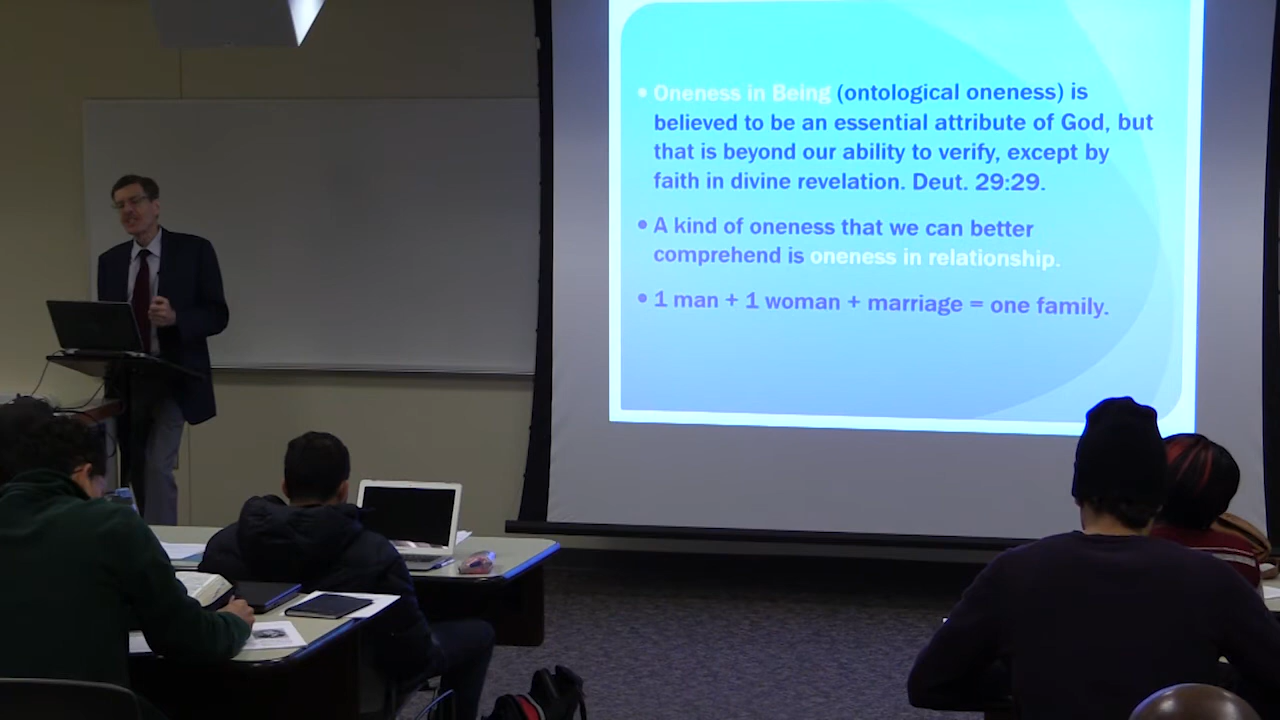 • Oneness in Being (ontological oneness) is
believed to be an essential attribute of God, but
that is beyond our ability to verify, except by
faith in divine revelation. Deut. 29:29.
• A kind of oneness that we can better
comprehend is oneness in relationship.
• 1 man + 1 woman + marriage = one family.